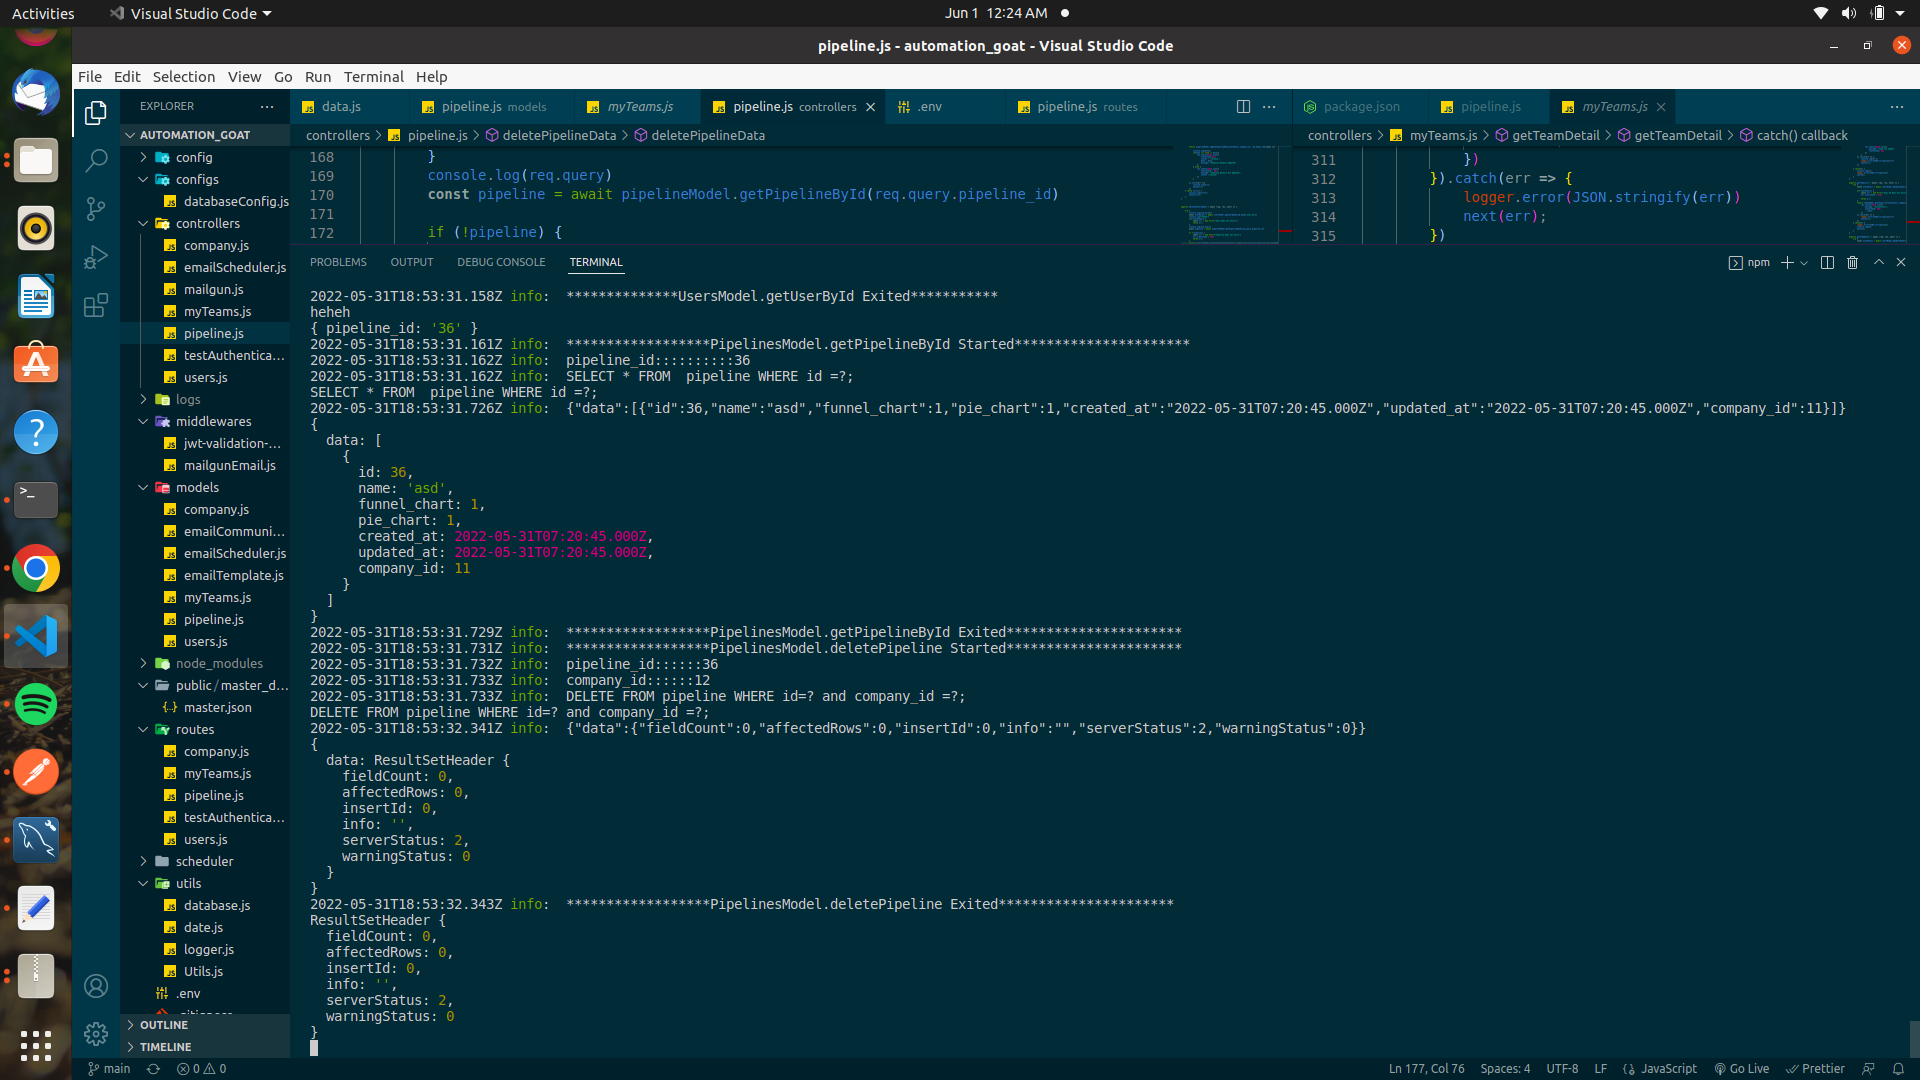 Activities
Visual Studio Code
Jun 1 12:24 AM
pipeline.js - automation_goat - Visual Studio Code
File Edit Selection View Go Run Terminal Help
EXPLORER
data.js
pipeline.js models
myTeams.js
pipeline.js controllers
.env
pipeline.js routes
package.json
pipeline.js
myTeams.js
AUTOMATION_GOAT
controllers > pipeline.js > deletePipelineData > deletePipelineData
controllers > myTeams.js > getTeamDetail > getTeamDetail > catch() callback
config
configs
databaseConfig.js
controllers
company.js
emailScheduler.js
mailgun.js
myTeams.js
pipeline.js
testAuthentica...
users.js
logs
middlewares
jwt-validation-...
mailgunEmail.js
models
company.js
emailCommuni...
emailScheduler.js
emailTemplate.js
myTeams.js
pipeline.js
users.js
node_modules
public/master_d...
master.json
routes
company.js
myTeams.js
pipeline.js
testAuthentica...
users.js
scheduler
utils
database.js
date.js
logger.js
Utils.js
.env
OUTLINE
TIMELINE
168 }
169 console.log(req.query)
170 const pipeline = await pipelineModel.getPipelineById(req.query.pipeline_id)
171
172 if (!pipeline) {
311 })
312 }).catch(err => {
313 logger.error(JSON.stringify(err))
314 next(err);
315 })
PROBLEMS OUTPUT DEBUG CONSOLE TERMINAL
npm
2022-05-31T18:53:31.158Z info:  **************UsersModel.getUserById Exited***********
heheh
{ pipeline_id: '36' }
2022-05-31T18:53:31.161Z info:  ******************PipelinesModel.getPipelineById Started**********************
2022-05-31T18:53:31.162Z info:  pipeline_id::::::::::36
2022-05-31T18:53:31.162Z info:  SELECT * FROM  pipeline WHERE id =?;
SELECT * FROM  pipeline WHERE id =?;
2022-05-31T18:53:31.726Z info:  {"data":[{"id":36,"name":"asd","funnel_chart":1,"pie_chart":1,"created_at":"2022-05-31T07:20:45.000Z","updated_at":"2022-05-31T07:20:45.000Z","company_id":11}]}
{
data: [
{
id: 36,
name: 'asd',
funnel_chart: 1,
pie_chart: 1,
created_at: 2022-05-31T07:20:45.000Z,
updated_at: 2022-05-31T07:20:45.000Z,
company_id: 11
}
]
}
2022-05-31T18:53:31.729Z info:  ******************PipelinesModel.getPipelineById Exited**********************
2022-05-31T18:53:31.731Z info:  ******************PipelinesModel.deletePipeline Started**********************
2022-05-31T18:53:31.732Z info:  pipeline_id::::::36
2022-05-31T18:53:31.733Z info:  company_id::::::12
2022-05-31T18:53:31.733Z info:  DELETE FROM pipeline WHERE id=? and company_id =?;
DELETE FROM pipeline WHERE id=? and company_id =?;
2022-05-31T18:53:32.341Z info:  {"data":{"fieldCount":0,"affectedRows":0,"insertId":0,"info":"","serverStatus":2,"warningStatus":0}}
{
data: ResultSetHeader {
fieldCount: 0,
affectedRows: 0,
insertId: 0,
info: '',
serverStatus: 2,
warningStatus: 0
}
}
2022-05-31T18:53:32.343Z info:  ******************PipelinesModel.deletePipeline Exited**********************
ResultSetHeader {
fieldCount: 0,
affectedRows: 0,
insertId: 0,
info: '',
serverStatus: 2,
warningStatus: 0
}
main
0 0
Ln 177, Col 76
Spaces: 4
UTF-8
LF
JavaScript
Go Live
Prettier